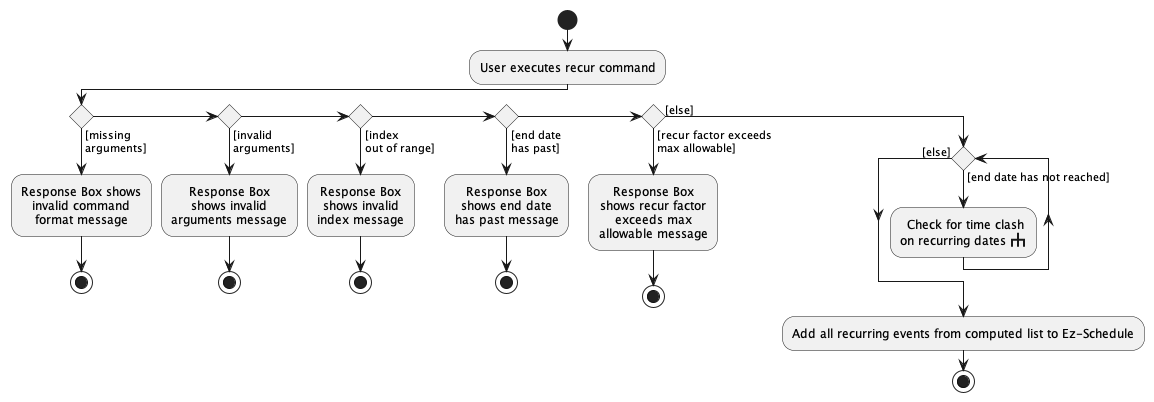 User executes recur command
[missing
arguments]
[invalid
arguments]
[index
out of range]
[end date
has past]
[else]
[recur factor exceeds
max allowable]
[else]
[end date has not reached]
Response Box shows
invalid command
format message
Response Box
shows invalid
arguments message
Response Box
shows invalid
index message
Response Box
shows end date
has past message
Response Box
shows recur factor
exceeds max
allowable message
Check for time clash
on recurring dates
Add all recurring events from computed list to Ez-Schedule